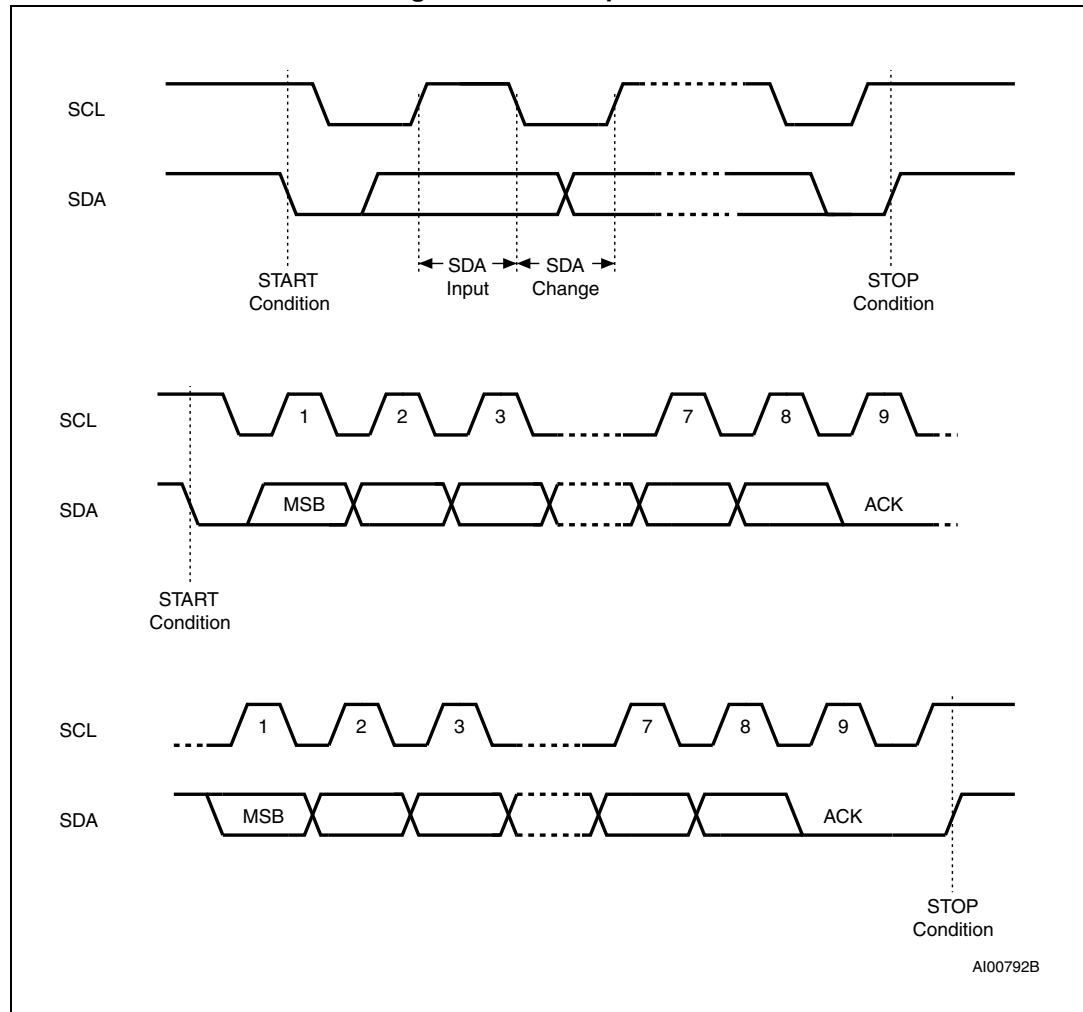 SCL
SDA
SDA
Input
SDA
Change
START
Condition
STOP
Condition
SCL
1 2 3 7 8 9
SDA
MSB
ACK
START
Condition
SCL
1 2 3 7 8 9
SDA
MSB
ACK
STOP
Condition
AI00792B